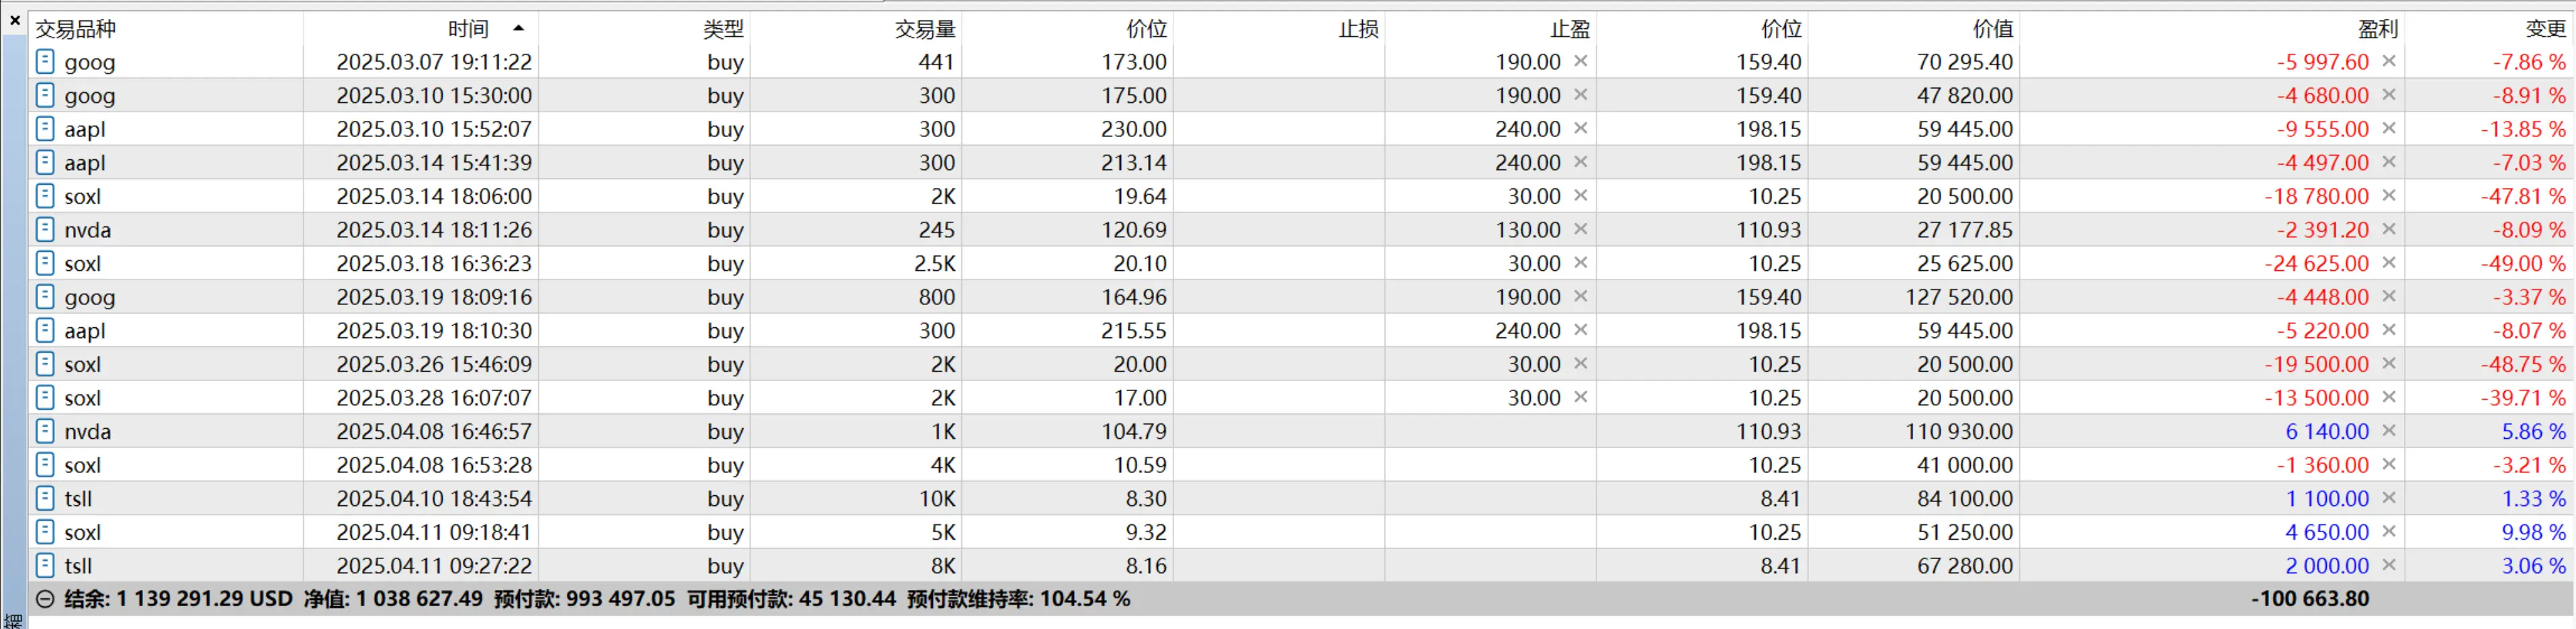 交易品种 时间 类型 交易量 价位 止损 止盈 价位 价值 盈利 变更
goog 2025.03.07 19:11:22 buy 441 173.00 190.00 159.40 70 295.40 -5 997.60 -7.86 %
goog 2025.03.10 15:30:00 buy 300 175.00 190.00 159.40 47 820.00 -4 680.00 -8.91 %
aapl 2025.03.10 15:52:07 buy 300 230.00 240.00 198.15 59 445.00 -9 555.00 -13.85 %
aapl 2025.03.14 15:41:39 buy 300 213.14 240.00 198.15 59 445.00 -4 497.00 -7.03 %
soxl 2025.03.14 18:06:00 buy 2K 19.64 30.00 10.25 20 500.00 -18 780.00 -47.81 %
nvda 2025.03.14 18:11:26 buy 245 120.69 130.00 110.93 27 177.85 -2 391.20 -8.09 %
soxl 2025.03.18 16:36:23 buy 2.5K 20.10 30.00 10.25 25 625.00 -24 625.00 -49.00 %
goog 2025.03.19 18:09:16 buy 800 164.96 190.00 159.40 127 520.00 -4 448.00 -3.37 %
aapl 2025.03.19 18:10:30 buy 300 215.55 240.00 198.15 59 445.00 -5 220.00 -8.07 %
soxl 2025.03.26 15:46:09 buy 2K 20.00 30.00 10.25 20 500.00 -19 500.00 -48.75 %
soxl 2025.03.28 16:07:07 buy 2K 17.00 30.00 10.25 20 500.00 -13 500.00 -39.71 %
nvda 2025.04.08 16:46:57 buy 1K 104.79 110.93 110 930.00 6 140.00 5.86 %
soxl 2025.04.08 16:53:28 buy 4K 10.59 10.25 41 000.00 -1 360.00 -3.21 %
tsll 2025.04.10 18:43:54 buy 10K 8.30 8.41 84 100.00 1 100.00 1.33 %
soxl 2025.04.11 09:18:41 buy 5K 9.32 10.25 51 250.00 4 650.00 9.98 %
tsll 2025.04.11 09:27:22 buy 8K 8.16 8.41 67 280.00 2 000.00 3.06 %
结余: 1 139 291.29 USD 净值: 1 038 627.49 预付款: 993 497.05 可用预付款: 45 130.44 预付款维持率: 104.54 % -100 663.80